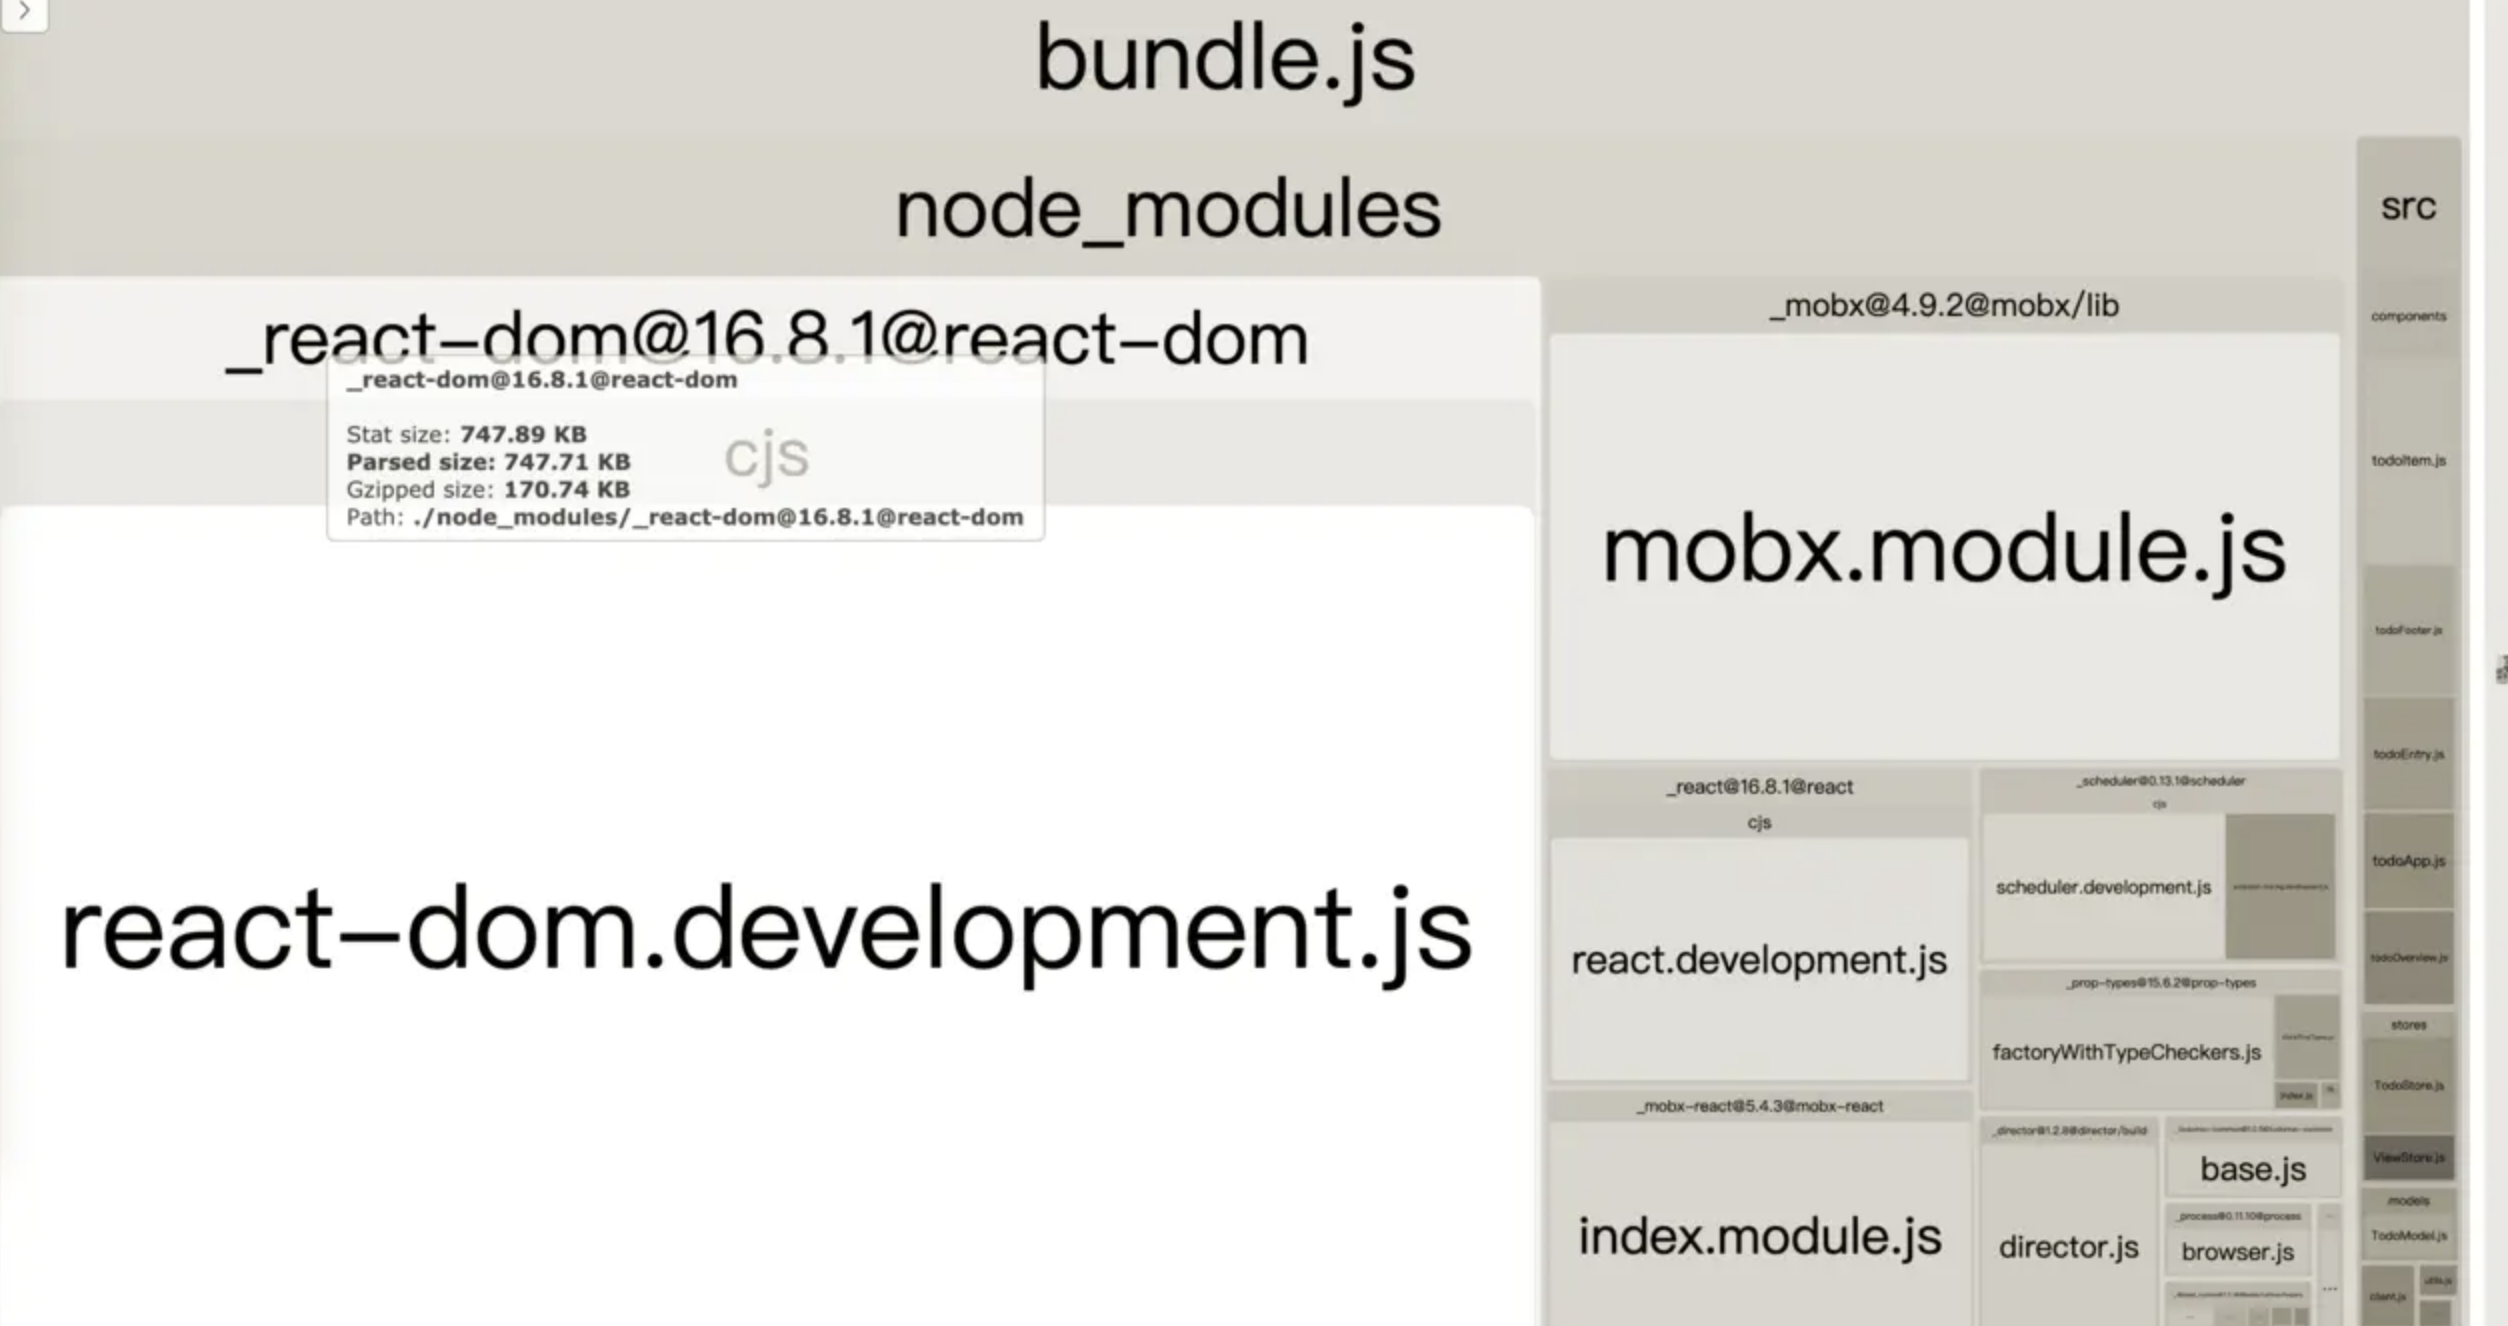 bundle.js
node_modules
src
_react-dom@16.8.1@react-dom
_react-dom@16.8.1@react-dom
Stat size: 747.89 KB
Parsed size: 747.71 KB
Gzipped size: 170.74 KB
Path: ./node_modules/_react-dom@16.8.1@react-dom
cjs
react-dom.development.js
_mobx@4.9.2@mobx/lib
mobx.module.js
_react@16.8.1@react
cjs
react.development.js
_mobx-react@5.4.3@mobx-react
index.module.js
_scheduler@0.13.1@scheduler
cjs
scheduler.development.js
_prop-types@15.6.2@prop-types
factoryWithTypeCheckers.js
index.js
_director@1.2.8@director/build
director.js
base.js
_process@0.11.10@process
browser.js
...
components
todoItem.js
todoFooter.js
todoEntry.js
todoApp.js
todoOverview.js
stores
TodoStore.js
ViewStore.js
models
TodoModel.js
client.js
utils.js